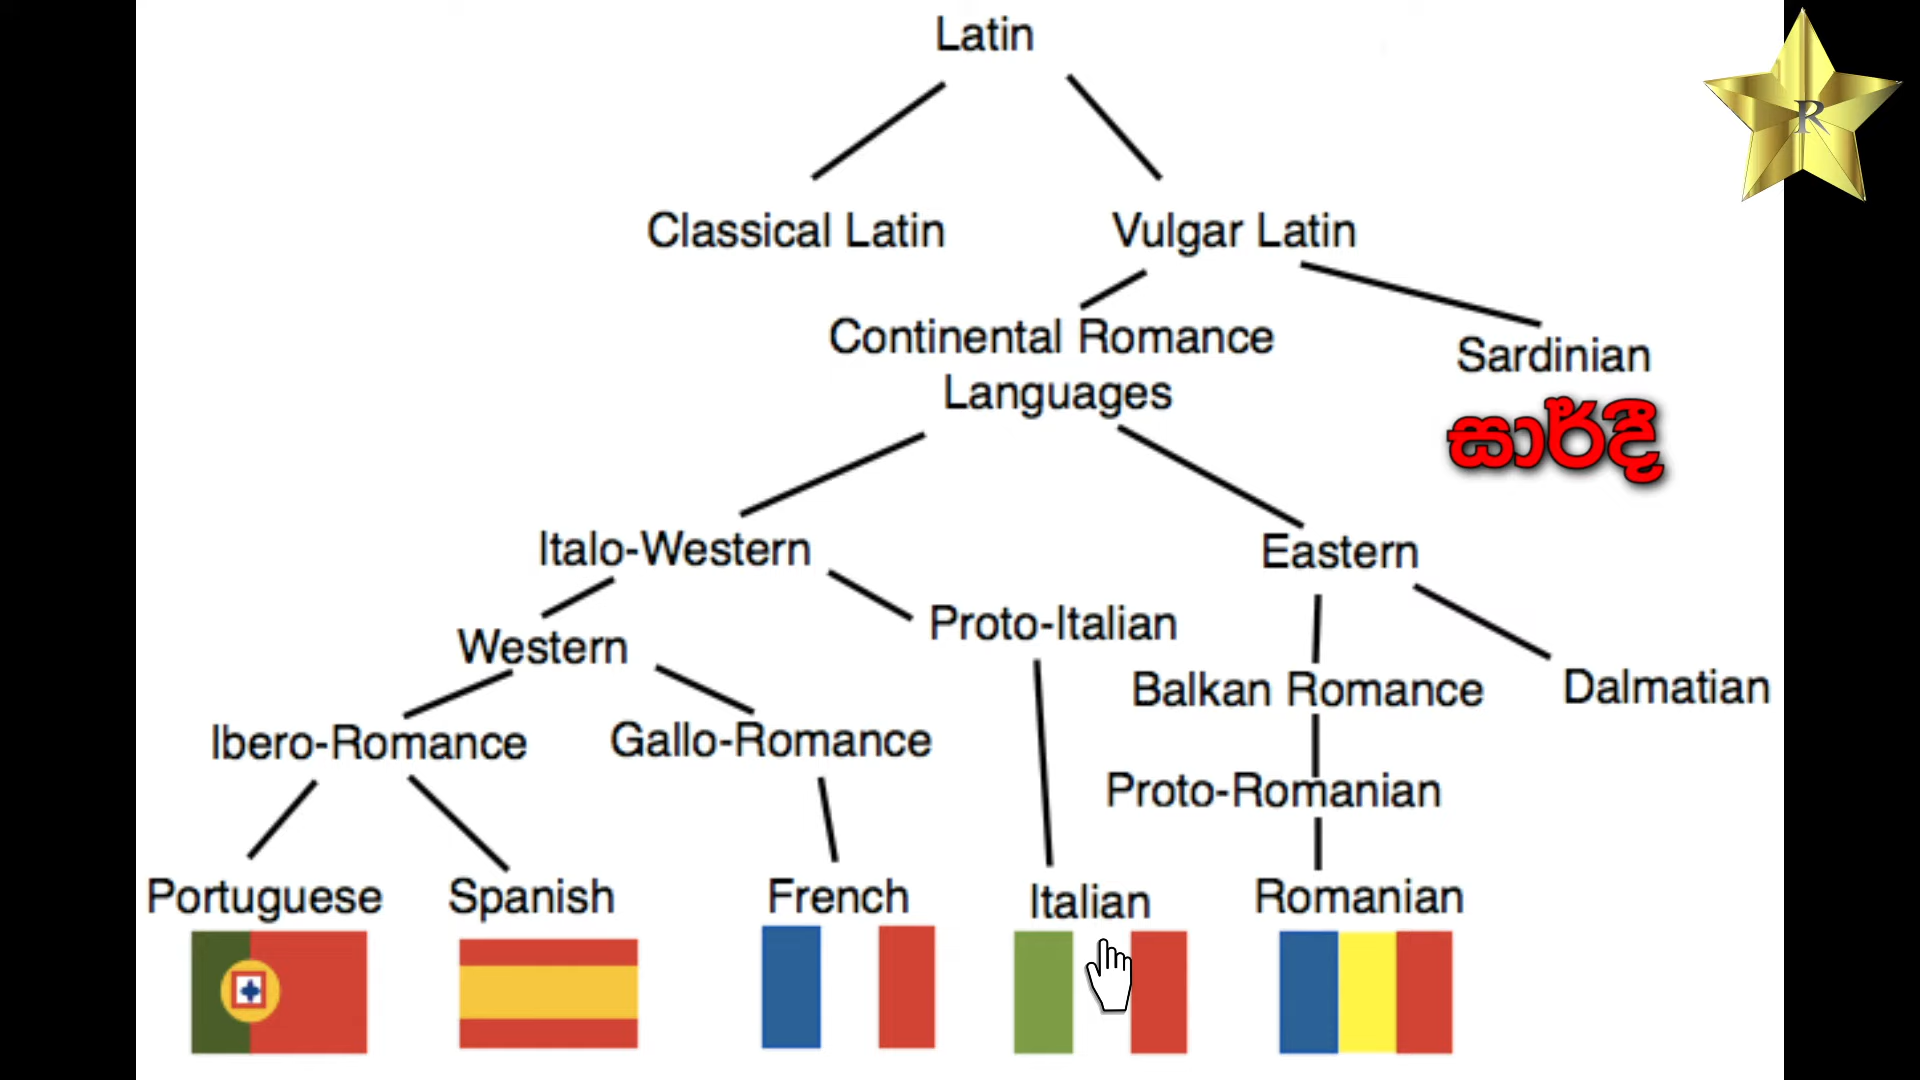 Latin
R
Classical Latin
Vulgar Latin
Continental Romance
Languages
Sardinian
සාර්දී
Italo-Western
Eastern
Proto-Italian
Western
Balkan Romance
Dalmatian
Ibero-Romance
Gallo-Romance
Proto-Romanian
Portuguese
Spanish
French
Italian
Romanian